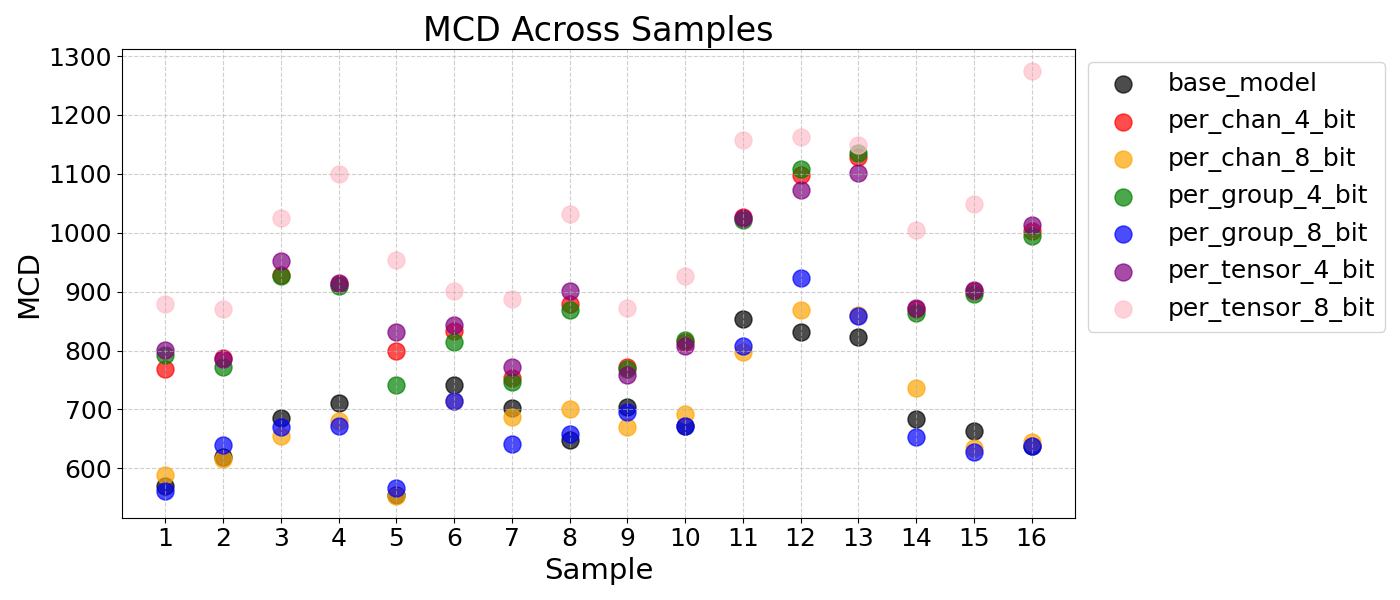 MCD Across Samples
1300
1200
1100
1000
900
800
700
600
MCD
1 2 3 4 5 6 7 8 9 10 11 12 13 14 15 16
Sample
base_model
per_chan_4_bit
per_chan_8_bit
per_group_4_bit
per_group_8_bit
per_tensor_4_bit
per_tensor_8_bit